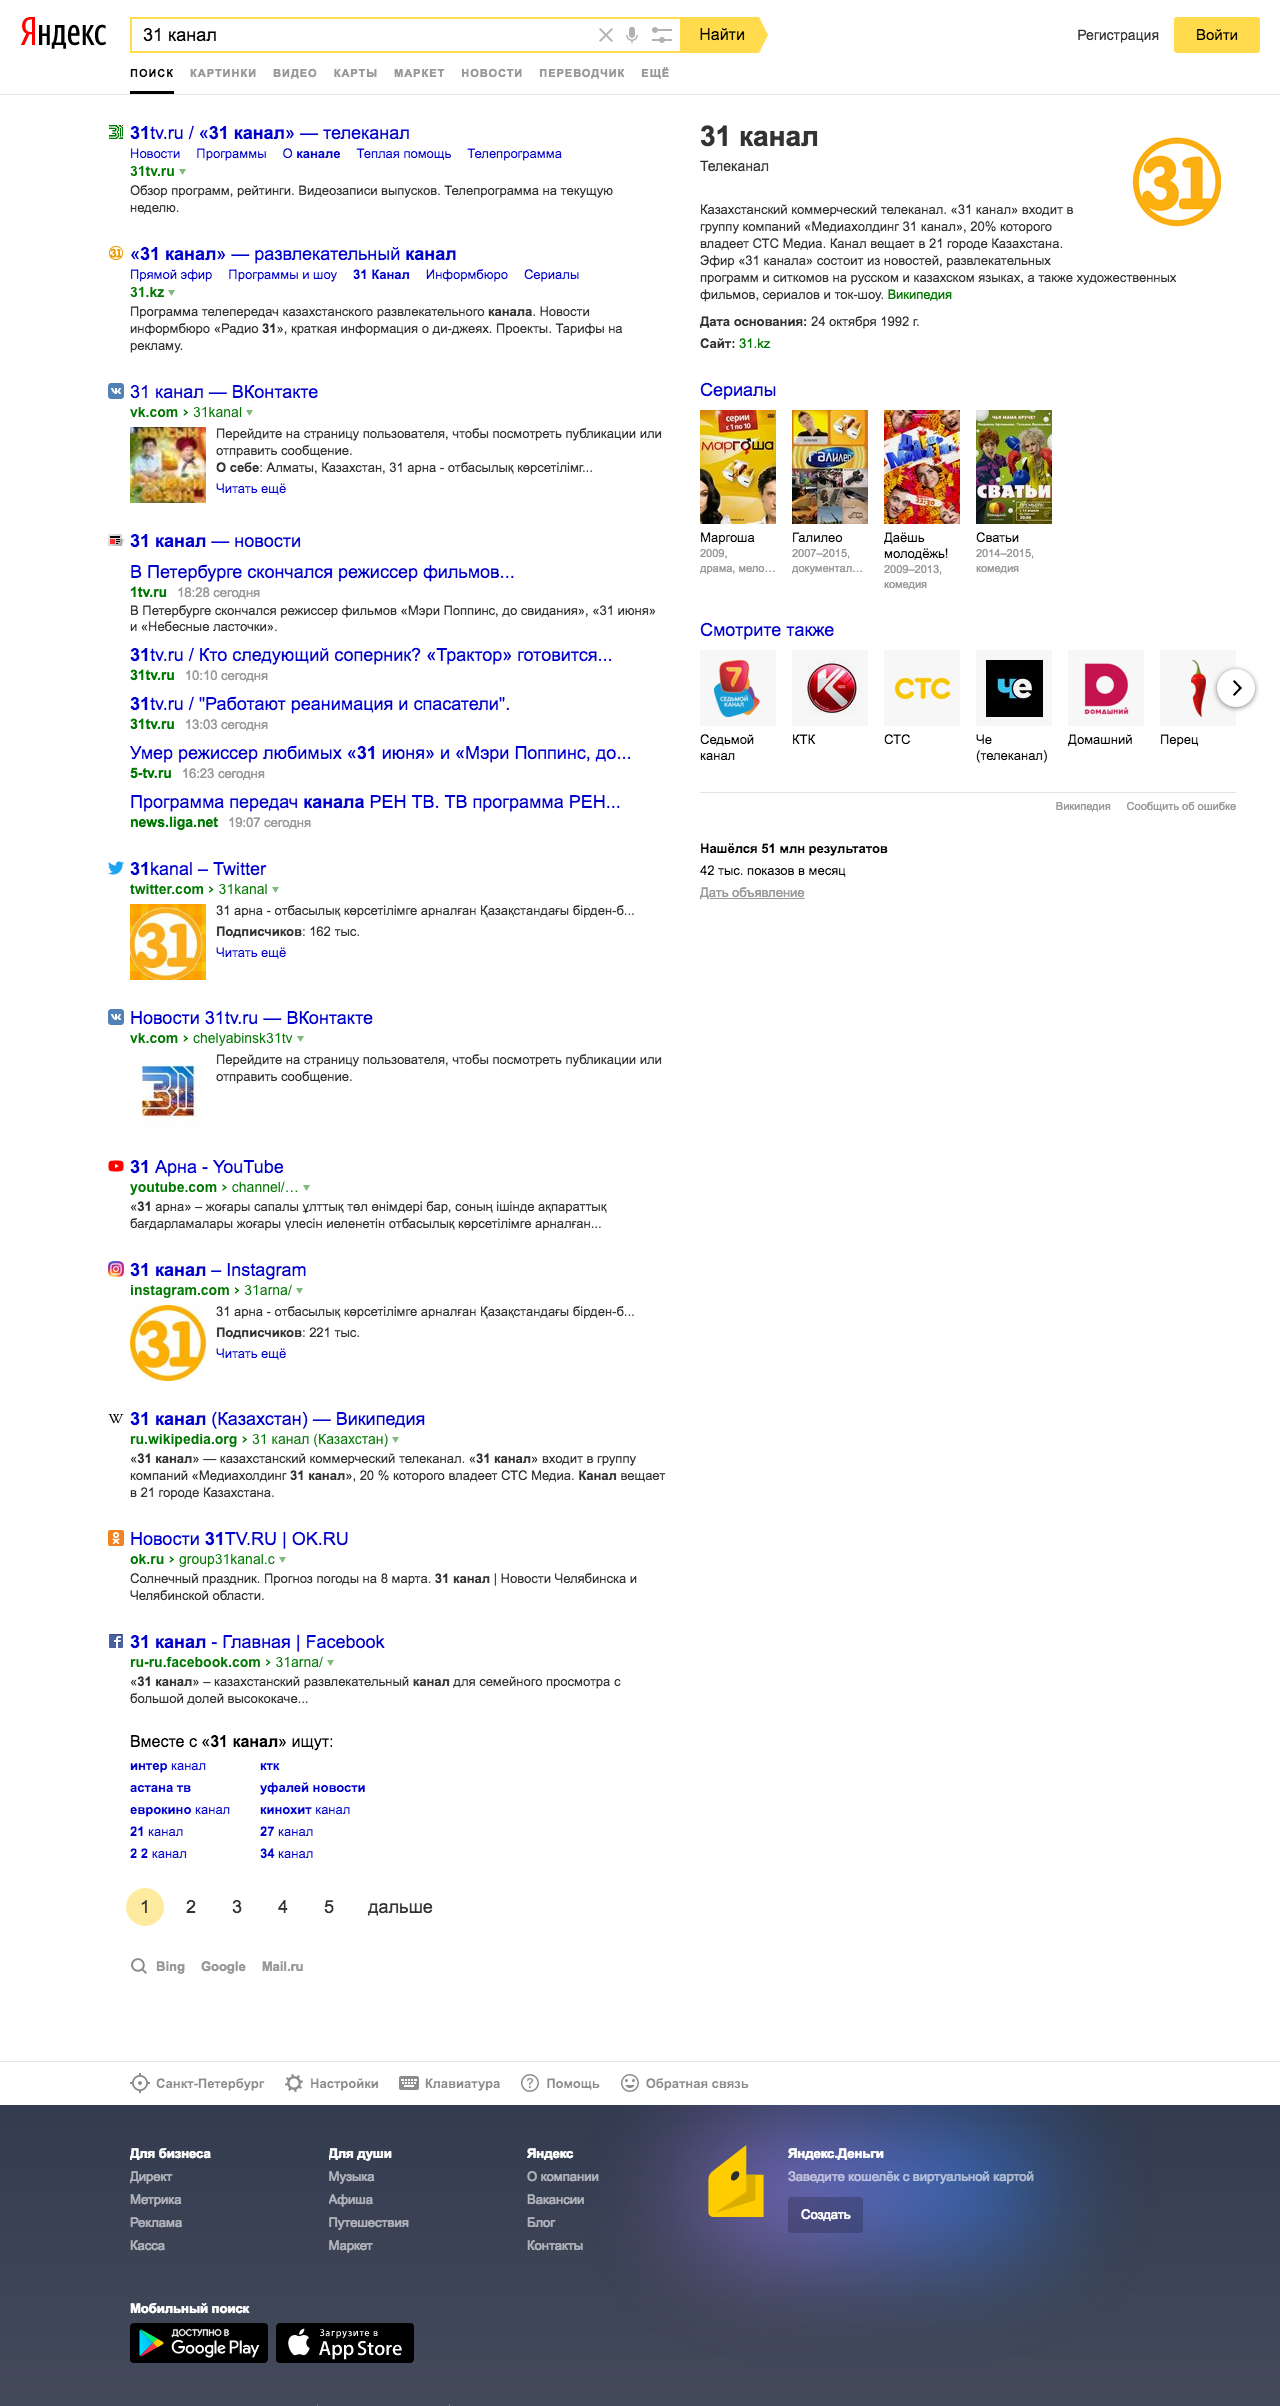 Яндекс
31 канал
Найти
Регистрация
Войти
ПОИСК КАРТИНКИ ВИДЕО КАРТЫ МАРКЕТ НОВОСТИ ПЕРЕВОДЧИК ЕЩЁ
31tv.ru / «31 канал» — телеканал
Новости Программы О канале Теплая помощь Телепрограмма
31tv.ru
Обзор программ, рейтинги. Видеозаписи выпусков. Телепрограмма на текущую
неделю.
«31 канал» — развлекательный канал
Прямой эфир Программы и шоу 31 Канал Информбюро Сериалы
31.kz
Программа телепередач казахстанского развлекательного канала. Новости
информбюро «Радио 31», краткая информация о ди-джеях. Проекты. Тарифы на
рекламу.
31 канал — ВКонтакте
vk.com › 31kanal
Перейдите на страницу пользователя, чтобы посмотреть публикации или
отправить сообщение.
О себе: Алматы, Казахстан, 31 арна - отбасылық көрсетілімг...
Читать ещё
31 канал — новости
В Петербурге скончался режиссер фильмов...
1tv.ru 18:28 сегодня
В Петербурге скончался режиссер фильмов «Мэри Поппинс, до свидания», «31 июня»
и «Небесные ласточки».
31tv.ru / Кто следующий соперник? «Трактор» готовится...
31tv.ru 10:10 сегодня
31tv.ru / "Работают реанимация и спасатели".
31tv.ru 13:03 сегодня
Умер режиссер любимых «31 июня» и «Мэри Поппинс, до...
5-tv.ru 16:23 сегодня
Программа передач канала РЕН ТВ. ТВ программа РЕН...
news.liga.net 19:07 сегодня
31kanal – Twitter
twitter.com › 31kanal
31
31 арна - отбасылық көрсетілімге арналған Қазақстандағы бірден-б...
Подписчиков: 162 тыс.
Читать ещё
Новости 31tv.ru — ВКонтакте
vk.com › chelyabinsk31tv
31
Перейдите на страницу пользователя, чтобы посмотреть публикации или
отправить сообщение.
31 Арна - YouTube
youtube.com › channel/...
«31 арна» – жоғары сапалы ұлттық төл өнімдері бар, соның ішінде ақпараттық
бағдарламалары жоғары үлесін иеленетін отбасылық көрсетілімге арналған...
31 канал – Instagram
instagram.com › 31arna/
31
31 арна - отбасылық көрсетілімге арналған Қазақстандағы бірден-б...
Подписчиков: 221 тыс.
Читать ещё
31 канал (Казахстан) — Википедия
ru.wikipedia.org › 31 канал (Казахстан)
«31 канал» — казахстанский коммерческий телеканал. «31 канал» входит в группу
компаний «Медиахолдинг 31 канал», 20 % которого владеет СТС Медиа. Канал вещает
в 21 городе Казахстана.
Новости 31TV.RU | OK.RU
ok.ru › group31kanal.c
Солнечный праздник. Прогноз погоды на 8 марта. 31 канал | Новости Челябинска и
Челябинской области.
31 канал - Главная | Facebook
ru-ru.facebook.com › 31arna/
«31 канал» – казахстанский развлекательный канал для семейного просмотра с
большой долей высококаче...
Вместе с «31 канал» ищут:
интер канал ктк
астана тв уфалей новости
еврокино канал кинохит канал
21 канал 27 канал
2 2 канал 34 канал
1 2 3 4 5 дальше
Bing Google Mail.ru
31 канал
Телеканал
31
Казахстанский коммерческий телеканал. «31 канал» входит в
группу компаний «Медиахолдинг 31 канал», 20% которого
владеет СТС Медиа. Канал вещает в 21 городе Казахстана.
Эфир «31 канала» состоит из новостей, развлекательных
программ и ситкомов на русском и казахском языках, а также художественных
фильмов, сериалов и ток-шоу. Википедия
Дата основания: 24 октября 1992 г.
Сайт: 31.kz
Сериалы
серии
с 1 по 10
марГоша
галилео
СВАТЬИ
Маргоша
2009,
драма, мело...
Галилео
2007–2015,
документал...
Даёшь
молодёжь!
2009–2013,
комедия
Сватьи
2014–2015,
комедия
Смотрите также
7
СЕДЬМОЙ
КАНАЛ
К
СТС
че
D
Домашний
Седьмой
канал
КТК
СТС
Че
(телеканал)
Домашний
Перец
Википедия Сообщить об ошибке
Нашёлся 51 млн результатов
42 тыс. показов в месяц
Дать объявление
Санкт-Петербург Настройки Клавиатура Помощь Обратная связь
Для бизнеса
Директ
Метрика
Реклама
Касса
Для души
Музыка
Афиша
Путешествия
Маркет
Яндекс
О компании
Вакансии
Блог
Контакты
Яндекс.Деньги
Заведите кошелёк с виртуальной картой
Создать
Мобильный поиск
ДОСТУПНО В
Google Play
Загрузите в
App Store